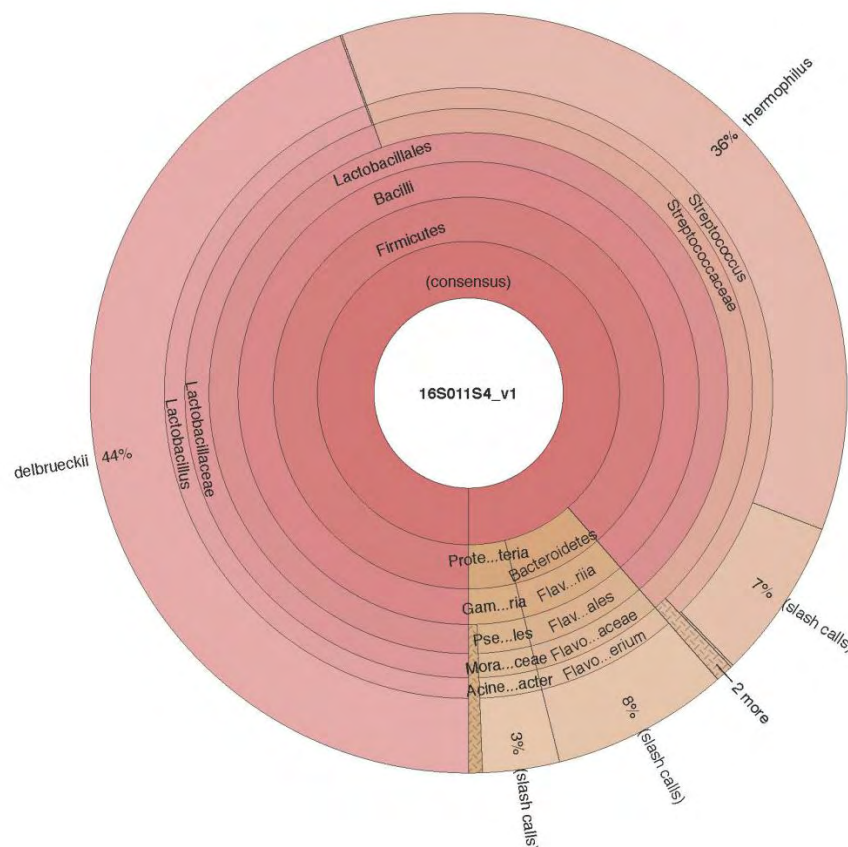 36% thermophilus
Lactobacillales
Bacilli
Firmicutes
(consensus)
Streptococcus
Streptococcaceae
16S011S4_v1
Lactobacillaceae
Lactobacillus
delbrueckii 44%
Prote...teria
Bacteroidetes
Gam...ria
Flav...riia
Pse...les
Flav...ales
Mora...ceae
Flavo...aceae
Acine...acter
Flavo...erium
7% (slash calls)
2 more
8% (slash calls)
3% (slash calls)